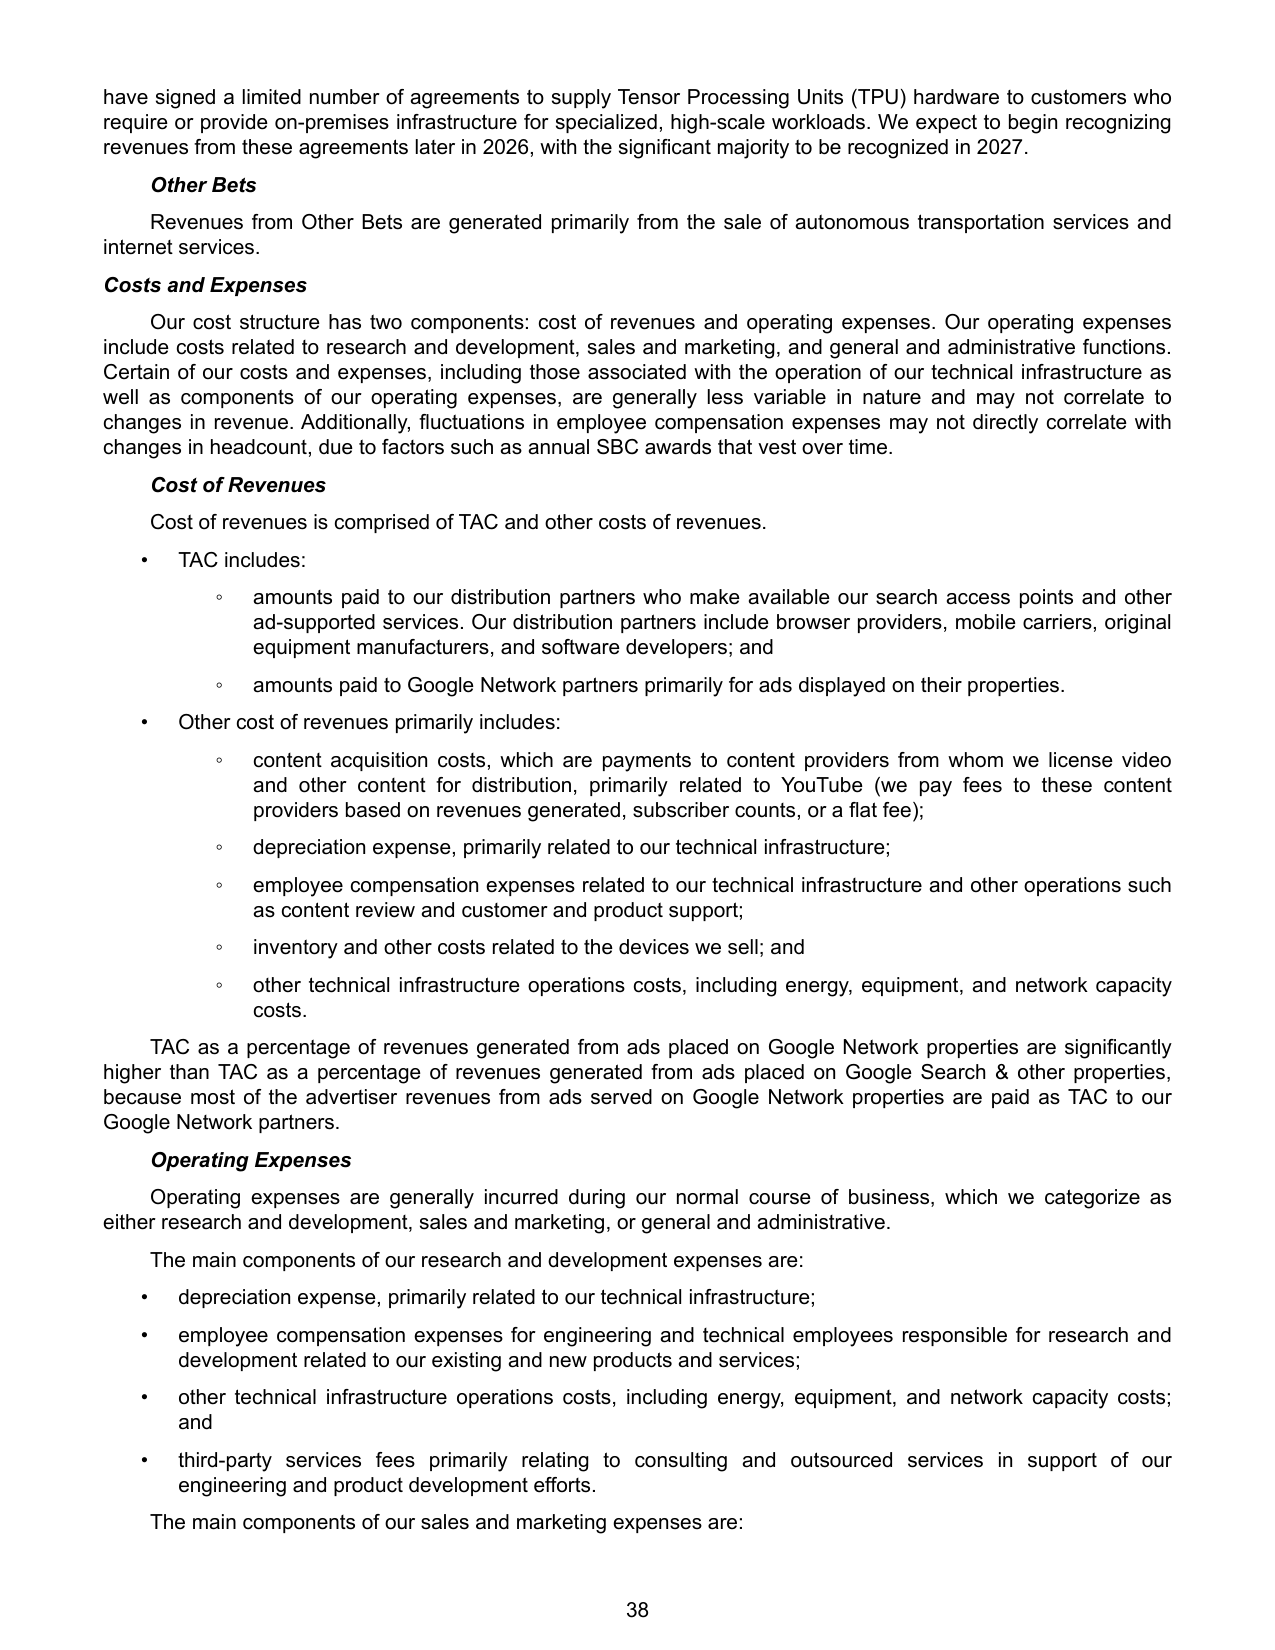 have signed a limited number of agreements to supply Tensor Processing Units (TPU) hardware to customers who
require or provide on-premises infrastructure for specialized, high-scale workloads. We expect to begin recognizing
revenues from these agreements later in 2026, with the significant majority to be recognized in 2027.
Other Bets
Revenues from Other Bets are generated primarily from the sale of autonomous transportation services and
internet services.
Costs and Expenses
Our cost structure has two components: cost of revenues and operating expenses. Our operating expenses
include costs related to research and development, sales and marketing, and general and administrative functions.
Certain of our costs and expenses, including those associated with the operation of our technical infrastructure as
well as components of our operating expenses, are generally less variable in nature and may not correlate to
changes in revenue. Additionally, fluctuations in employee compensation expenses may not directly correlate with
changes in headcount, due to factors such as annual SBC awards that vest over time.
Cost of Revenues
Cost of revenues is comprised of TAC and other costs of revenues.
• TAC includes:
◦ amounts paid to our distribution partners who make available our search access points and other
ad-supported services. Our distribution partners include browser providers, mobile carriers, original
equipment manufacturers, and software developers; and
◦ amounts paid to Google Network partners primarily for ads displayed on their properties.
• Other cost of revenues primarily includes:
◦ content acquisition costs, which are payments to content providers from whom we license video
and other content for distribution, primarily related to YouTube (we pay fees to these content
providers based on revenues generated, subscriber counts, or a flat fee);
◦ depreciation expense, primarily related to our technical infrastructure;
◦ employee compensation expenses related to our technical infrastructure and other operations such
as content review and customer and product support;
◦ inventory and other costs related to the devices we sell; and
◦ other technical infrastructure operations costs, including energy, equipment, and network capacity
costs.
TAC as a percentage of revenues generated from ads placed on Google Network properties are significantly
higher than TAC as a percentage of revenues generated from ads placed on Google Search & other properties,
because most of the advertiser revenues from ads served on Google Network properties are paid as TAC to our
Google Network partners.
Operating Expenses
Operating expenses are generally incurred during our normal course of business, which we categorize as
either research and development, sales and marketing, or general and administrative.
The main components of our research and development expenses are:
• depreciation expense, primarily related to our technical infrastructure;
• employee compensation expenses for engineering and technical employees responsible for research and
development related to our existing and new products and services;
• other technical infrastructure operations costs, including energy, equipment, and network capacity costs;
and
• third-party services fees primarily relating to consulting and outsourced services in support of our
engineering and product development efforts.
The main components of our sales and marketing expenses are:
38